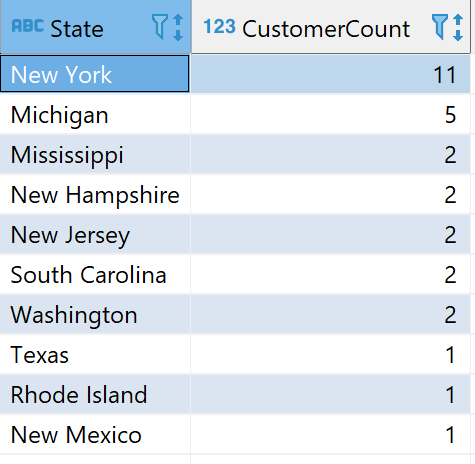 ABC State 123 CustomerCount
New York 11
Michigan 5
Mississippi 2
New Hampshire 2
New Jersey 2
South Carolina 2
Washington 2
Texas 1
Rhode Island 1
New Mexico 1